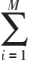 M
∑
i = 1